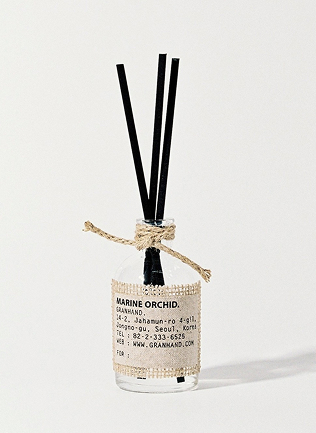 MARINE ORCHID.
GRANHAND.
14-2, Jahamun-ro 4-gil,
Jongno-gu, Seoul, Korea
TEL : 82-2-333-6525
WEB : WWW.GRANHAND.COM
FOR :